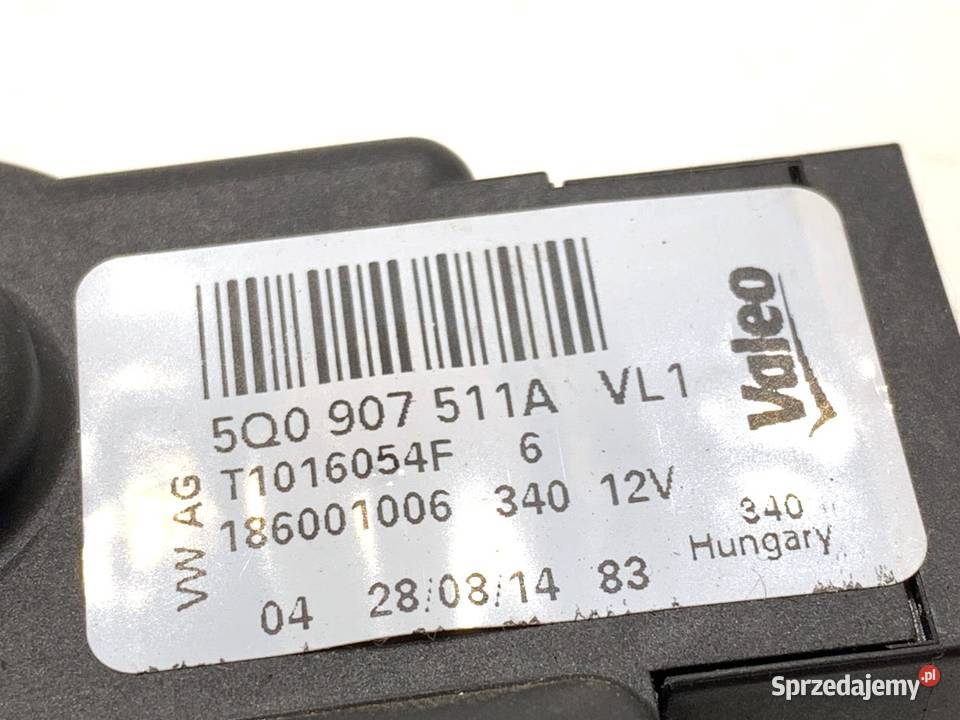 5Q0 907 511A VL1
T1016054F 6
186001006 340 12V
04 28/08/14 83
VW AG
Valeo
340
Hungary
Sprzedajemy.pl